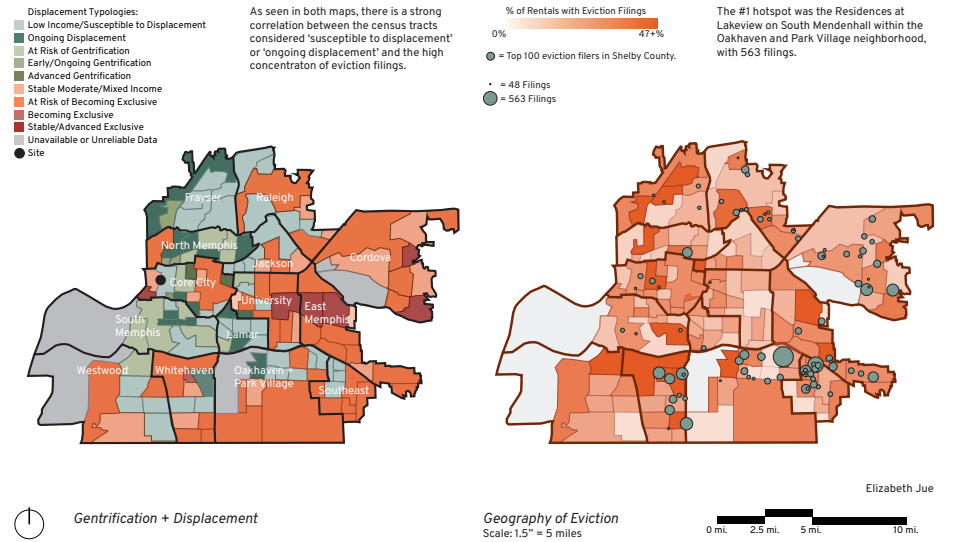 Displacement Typologies:
Low Income/Susceptible to Displacement
Ongoing Displacement
At Risk of Gentrification
Early/Ongoing Gentrification
Advanced Gentrification
Stable Moderate/Mixed Income
At Risk of Becoming Exclusive
Becoming Exclusive
Stable/Advanced Exclusive
Unavailable or Unreliable Data
Site
As seen in both maps, there is a strong
correlation between the census tracts
considered ‘susceptible to displacement’
or ‘ongoing displacement’ and the high
concentraton of eviction filings.
% of Rentals with Eviction Filings
0%
47+%
= Top 100 eviction filers in Shelby County.
= 48 Filings
= 563 Filings
The #1 hotspot was the Residences at
Lakeview on South Mendenhall within the
Oakhaven and Park Village neighborhood,
with 563 filings.
Frayser
Raleigh
North Memphis
Jackson
Cordova
Core City
University
East
Memphis
South
Memphis
Lamar
Westwood
Whitehaven
Oakhaven +
Park Village
Southeast
Elizabeth Jue
Gentrification + Displacement
Geography of Eviction
Scale: 1.5" = 5 miles
0 mi.
2.5 mi.
5 mi.
10 mi.